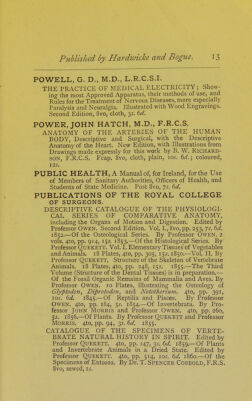 Published by Hardwicke and Bogue. 13
POWELL, G. D., M.D., L.R.C.S.I.
THE PRACTICE OF MEDICAL ELECTRICITY; Show-
ing the most Approved Apparatus, their methods of use, and
Rules for the Treatment of Nervous Diseases, more especially
Paralysis and Neuralgia. Illustrated with Wood Engravings.
Second Edition, 8vo, cloth, 3s. 6d.
POWER, JOHN HATCH, M.D., F.R.C.S.
ANATOMY OF THE ARTERIES OF THE HUMAN
BODY, Descriptive and Surgical, with the Descriptive
Anatomy of the Heart. New Edition, with Illustrations from
Drawings made expressly for this work by B. W. RICHARD-
SON, F.R.C.S. Fcap. 8vo, cloth, plain, 10s. 6d.; coloured,
12s.
PUBLIC HEALTH, A Manual of, for Ireland, for the Use
of Members of Sanitary Authorities, Officers of Health, and
Students of State Medicine. Post 8vo, 7s. 6d.
PUBLICATIONS OF THE ROYAL COLLEGE
OF SURGEONS.
DESCRIPTIVE CATALOGUE OF THE PHYSIOLOGI-
CAL SERIES OF COMPARATIVE ANATOMY,
including the Organs of Motion and Digestion. Edited by
Professor OWEN. Second Edition. Vol. I., 8vo, pp. 253, 7s. 6d.
1852.—Of the Osteological Series. By Professor OWEN. 2
vols. 4to, pp. 914, 15s. 1853.—Of the Histological Series. By
Professor QUEKETT. Vol. I. Elementary Tissues of Vegetables
and Animals. 18 Plates, 4to, pp. 305, 15s. 1850.—Vol. II. By
Professor QUEKETT. Structure of the Skeleton of Vertebrate
Animals. 18 Plates, 4to, pp. 248, 15s. 1855.—The Third
Volume (Structure of the Dental Tissues) is in preparation.—
Of the Fossil Organic Remains of Mammalia and Aves. By
Professor OWEN. 10 Plates, illustrating the Osteology of
Glyptodon, Diprotodon, and Nototherium. 4to, pp. 391,
10s. 6d. 1845.—Of Reptilia and Pisces. By Professor
OWEN. 4to, pp. 184, 5s. 1854.—Of Invertebrata. By Pro-
fessor JOHN MORRIS and Professor OWEN. 4to, pp. 260,
5s. 1856.—Of Plants. By Professor QUEKETT and Professor
MORRIS. 4to, pp. 94, 3s. 6d. 1855.
CATALOGUE OF THE SPECIMENS OF VERTE-
BRATE NATURAL HISTORY IN SPIRIT. Edited by
Professor QUEKETT. 4to, pp. 147, 3s. 6d. 1859.—Of Plants
and Invertebrate Animals in a Dried State. Edited by
Professor QUEKETT. 4to, pp. 514, 10s. 6d. 1860.—Of the
Specimens of Entozoa. By Dr. T. SPENCER COBBOLD, F.R.S.
8vo, sewed, 1s.